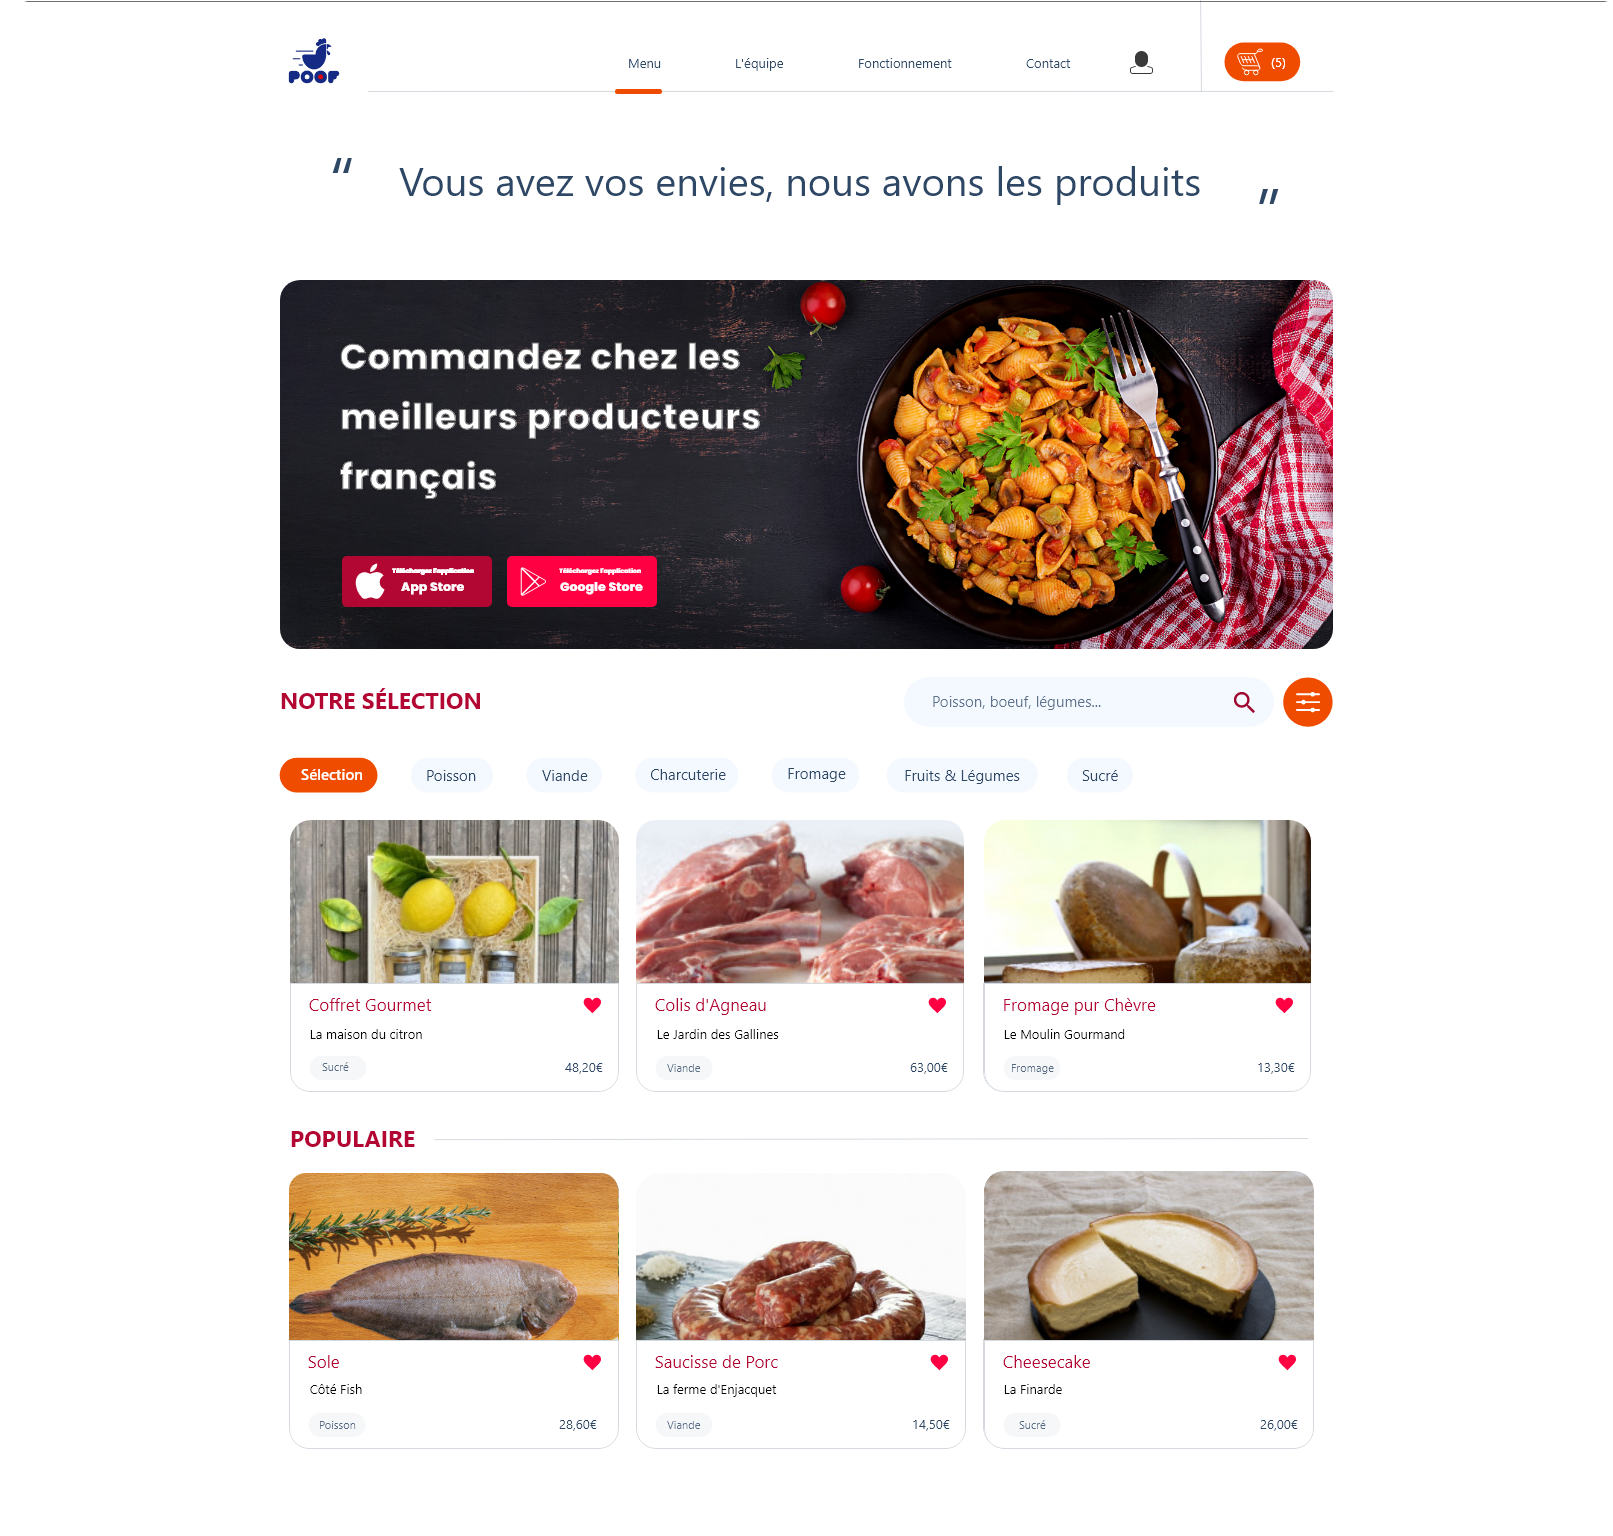 POOF
Menu
L'équipe
Fonctionnement
Contact
(5)
“ Vous avez vos envies, nous avons les produits „
Commandez chez les
meilleurs producteurs
français
Téléchargez l'application
App Store
Téléchargez l'application
Google Store
NOTRE SÉLECTION
Poisson, boeuf, légumes...
Sélection
Poisson
Viande
Charcuterie
Fromage
Fruits & Légumes
Sucré
Coffret Gourmet
La maison du citron
Sucré
48,20€
Colis d'Agneau
Le Jardin des Gallines
Viande
63,00€
Fromage pur Chèvre
Le Moulin Gourmand
Fromage
13,30€
POPULAIRE
Sole
Côté Fish
Poisson
28,60€
Saucisse de Porc
La ferme d'Enjacquet
Viande
14,50€
Cheesecake
La Finarde
Sucré
26,00€